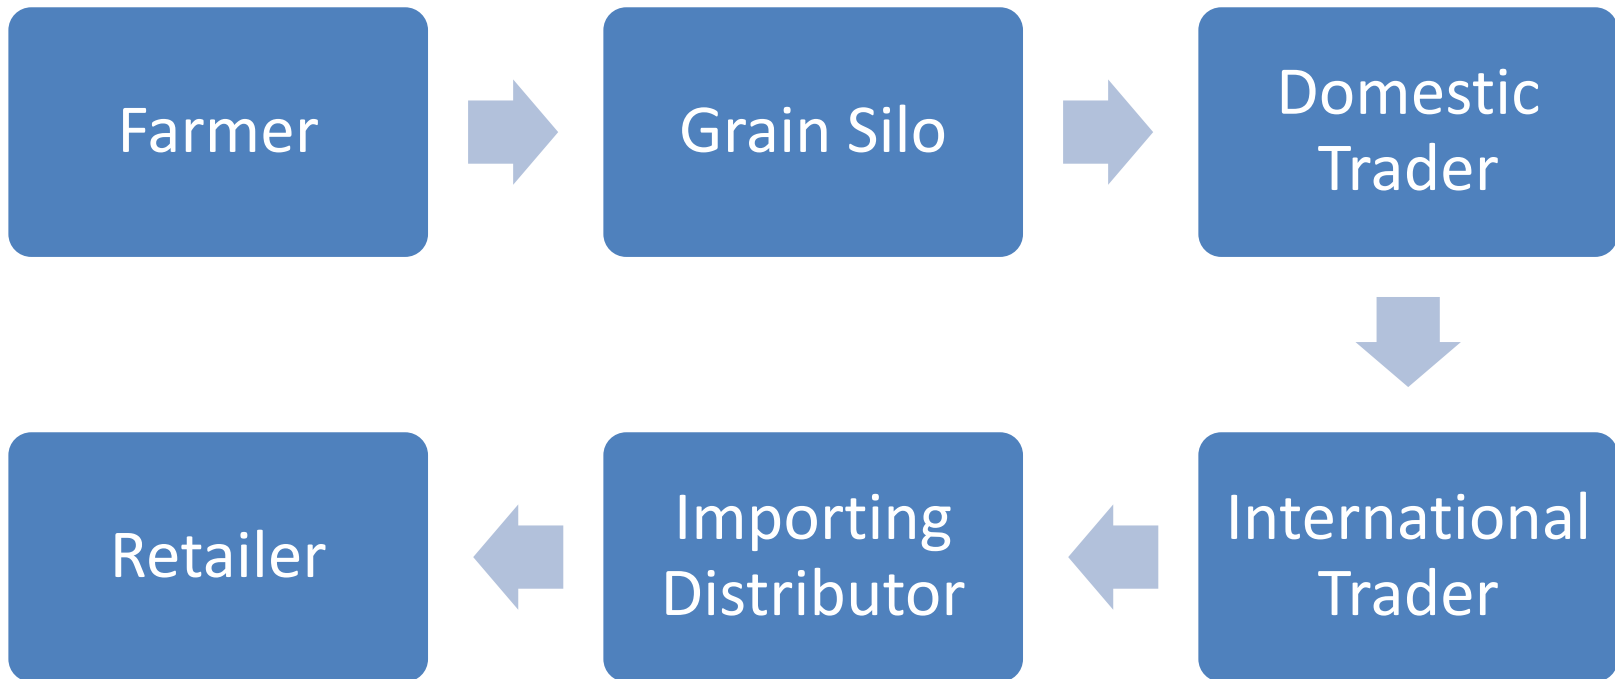 Farmer
Grain Silo
Domestic
Trader
International
Trader
Importing
Distributor
Retailer